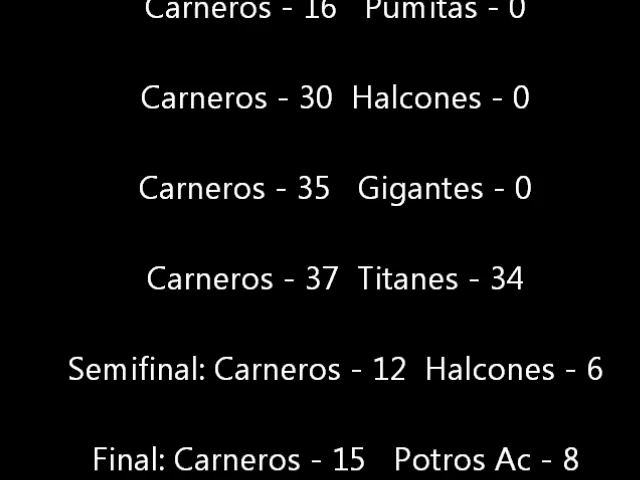 Carneros - 16 Pumitas - 0
Carneros - 30 Halcones - 0
Carneros - 35 Gigantes - 0
Carneros - 37 Titanes - 34
Semifinal: Carneros - 12 Halcones - 6
Final: Carneros - 15 Potros Ac - 8